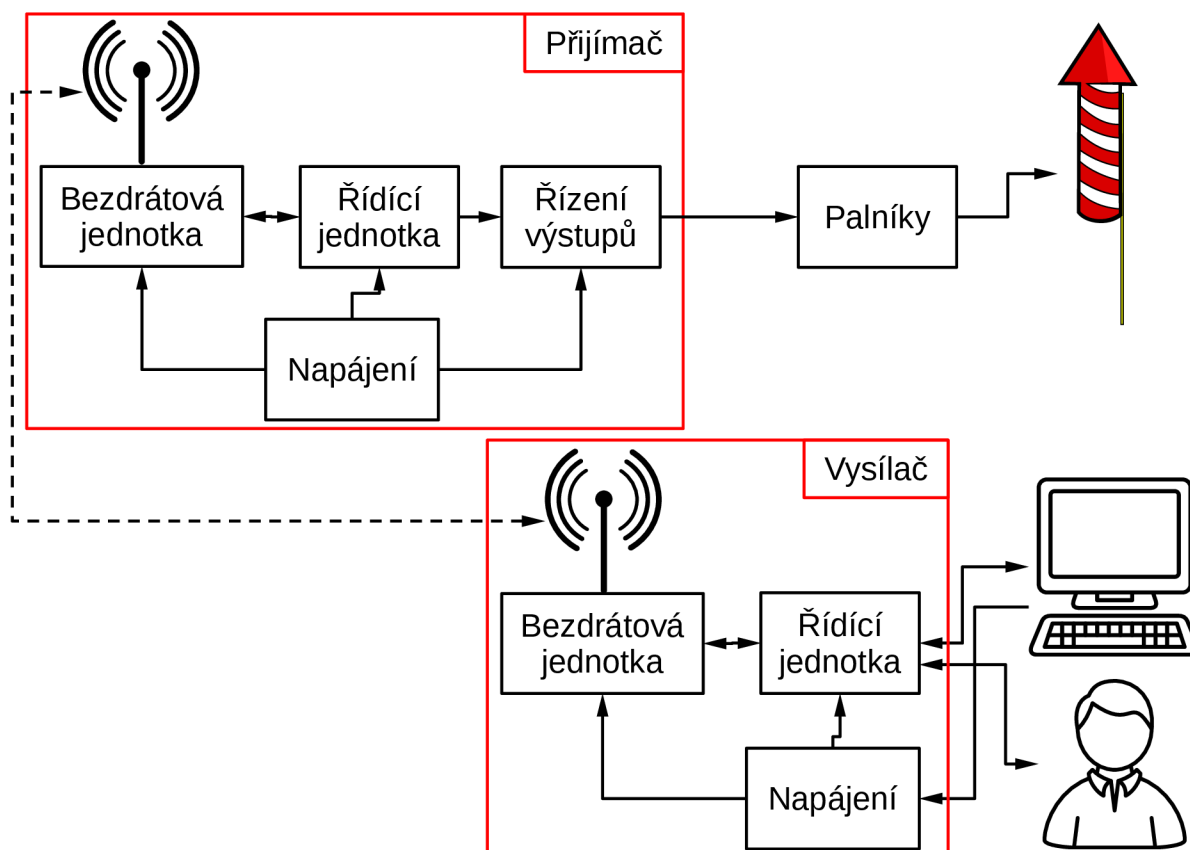 Přijímač
Bezdrátová
jednotka
Řídící
jednotka
Řízení
výstupů
Palníky
Napájení
Vysílač
Bezdrátová
jednotka
Řídící
jednotka
Napájení